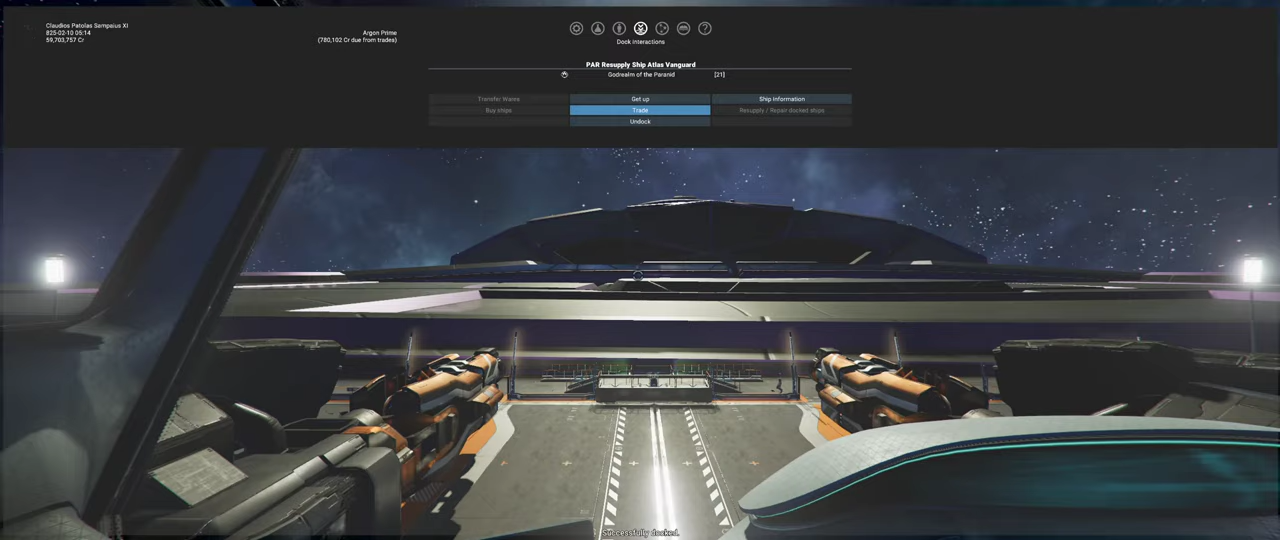 Claudios Patolas Sampaius XI
825-02-10 05:14
59,703,757 Cr
Argon Prime
(780,102 Cr due from trades)
Dock interactions
PAR Resupply Ship Atlas Vanguard
Godrealm of the Paranid [21]
Transfer Wares Get up Ship Information
Buy ships Trade Resupply / Repair docked ships
Undock
Successfully docked.